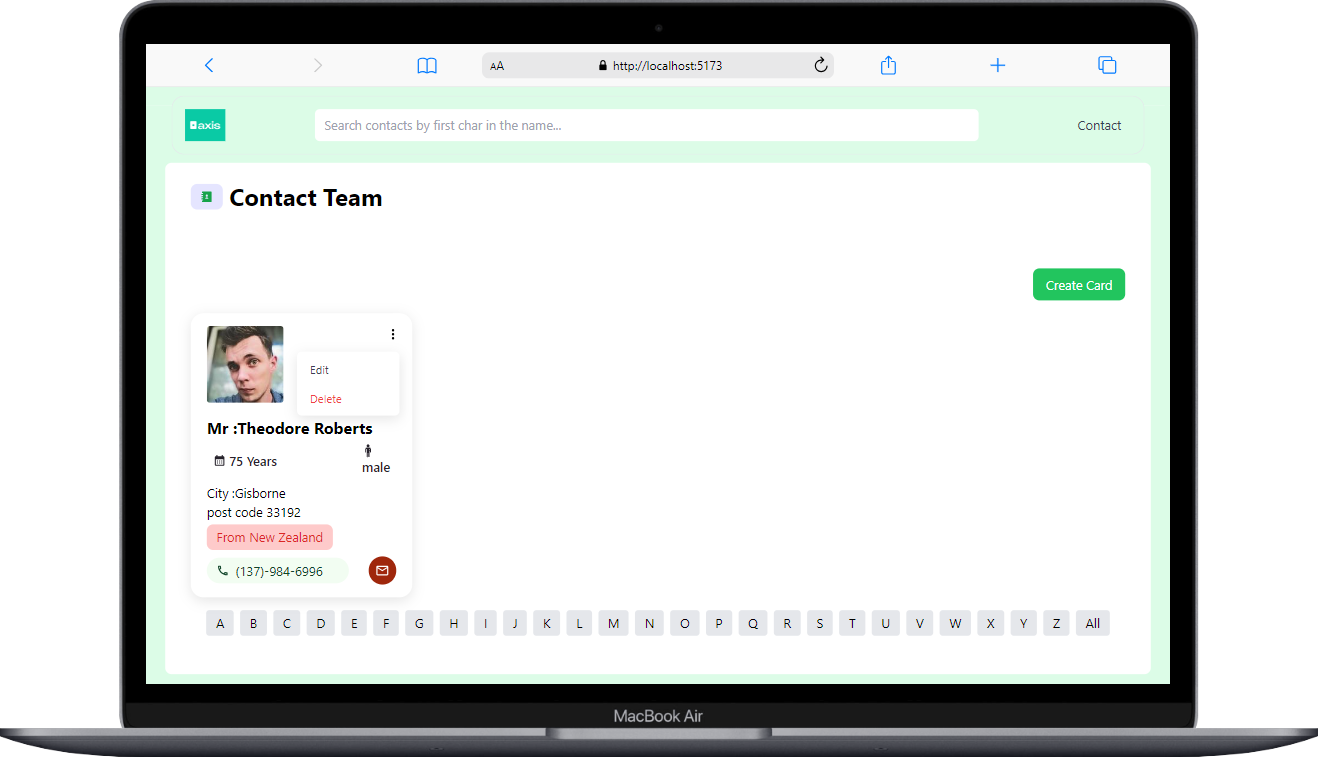 AA http://localhost:5173
axis
Search contacts by first char in the name...
Contact
Contact Team
Create Card
Edit
Delete
Mr :Theodore Roberts
75 Years
male
City :Gisborne
post code 33192
From New Zealand
(137)-984-6996
A B C D E F G H I J K L M N O P Q R S T U V W X Y Z All
MacBook Air